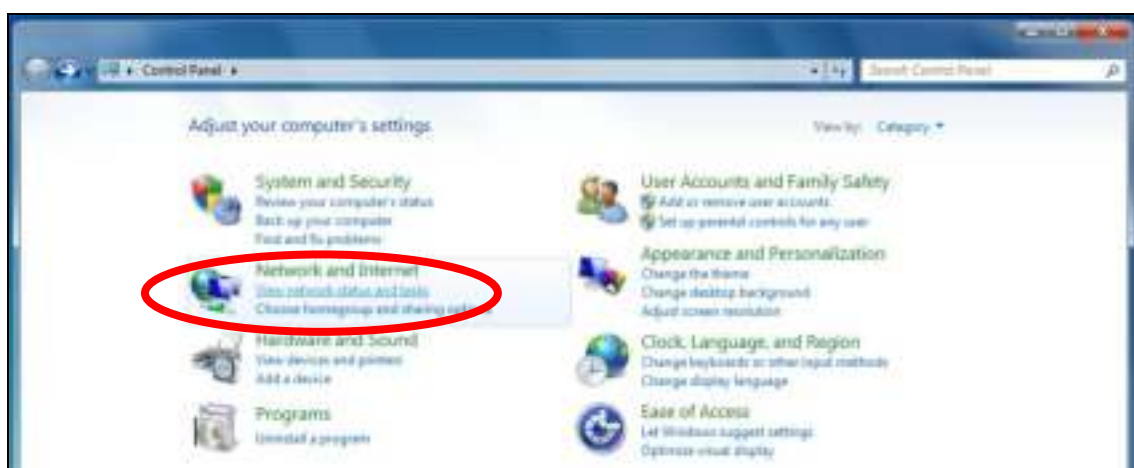 Control Panel
Search Control Panel
Adjust your computer's settings
View by: Category
System and Security
Review your computer's status
Back up your computer
Find and fix problems
Network and Internet
View network status and tasks
Choose homegroup and sharing options
Hardware and Sound
View devices and printers
Add a device
Programs
Uninstall a program
User Accounts and Family Safety
Add or remove user accounts
Set up parental controls for any user
Appearance and Personalization
Change the theme
Change desktop background
Adjust screen resolution
Clock, Language, and Region
Change keyboards or other input methods
Change display language
Ease of Access
Let Windows suggest settings
Optimize visual display